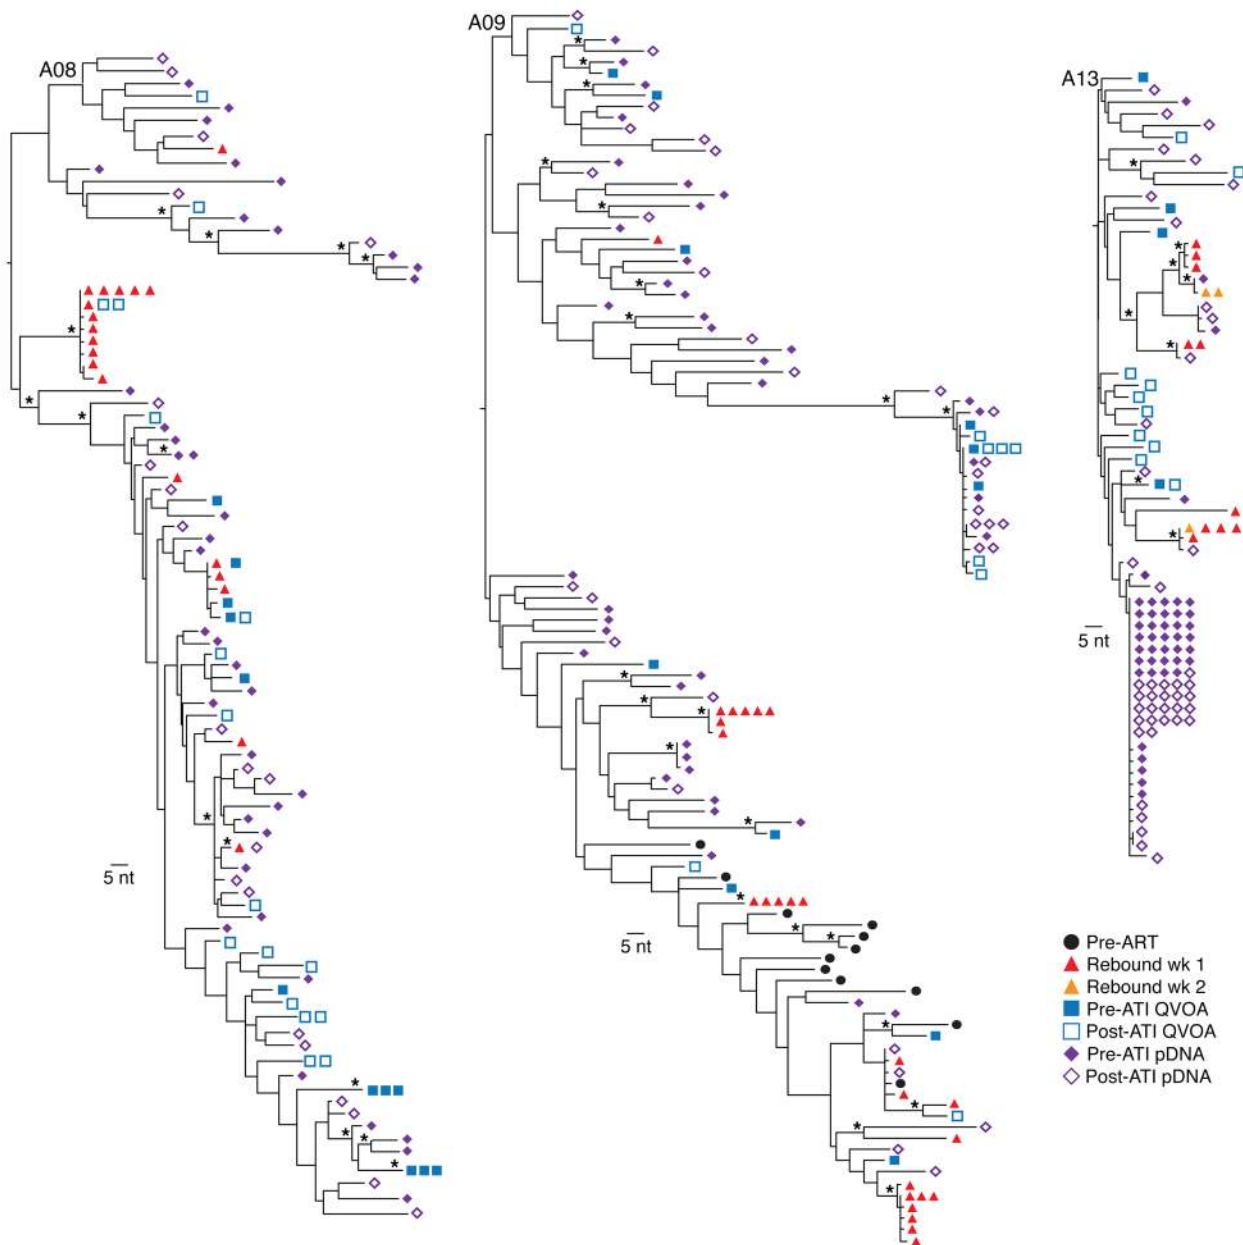 A08
A09
A13
5 nt
5 nt
5 nt
Pre-ART
Rebound wk 1
Rebound wk 2
Pre-ATI QVOA
Post-ATI QVOA
Pre-ATI pDNA
Post-ATI pDNA